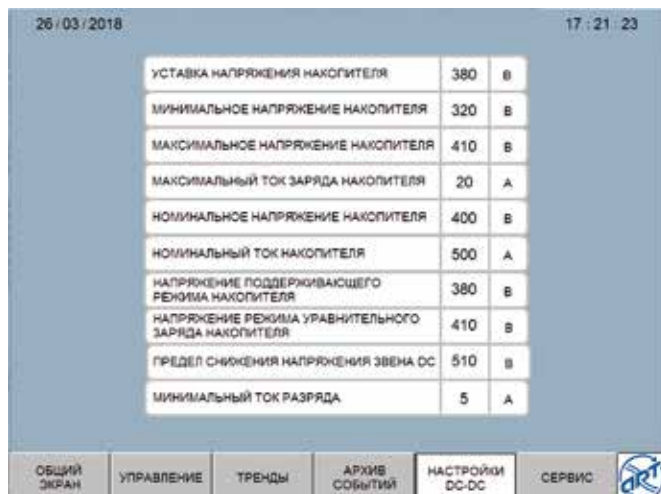 26/03/2018 17:21:23
УСТАВКА НАПРЯЖЕНИЯ НАКОПИТЕЛЯ 380 В
МИНИМАЛЬНОЕ НАПРЯЖЕНИЕ НАКОПИТЕЛЯ 320 В
МАКСИМАЛЬНОЕ НАПРЯЖЕНИЕ НАКОПИТЕЛЯ 410 В
МАКСИМАЛЬНЫЙ ТОК ЗАРЯДА НАКОПИТЕЛЯ 20 А
НОМИНАЛЬНОЕ НАПРЯЖЕНИЕ НАКОПИТЕЛЯ 400 В
НОМИНАЛЬНЫЙ ТОК НАКОПИТЕЛЯ 500 А
НАПРЯЖЕНИЕ ПОДДЕРЖИВАЮЩЕГО
РЕЖИМА НАКОПИТЕЛЯ 380 В
НАПРЯЖЕНИЕ РЕЖИМА УРАВНИТЕЛЬНОГО
ЗАРЯДА НАКОПИТЕЛЯ 410 В
ПРЕДЕЛ СНИЖЕНИЯ НАПРЯЖЕНИЯ ЗВЕНА DC 510 В
МИНИМАЛЬНЫЙ ТОК РАЗРЯДА 5 А
ОБЩИЙ
ЭКРАН
УПРАВЛЕНИЕ
ТРЕНДЫ
АРХИВ
СОБЫТИЙ
НАСТРОЙКИ
DC-DC
СЕРВИС
ART